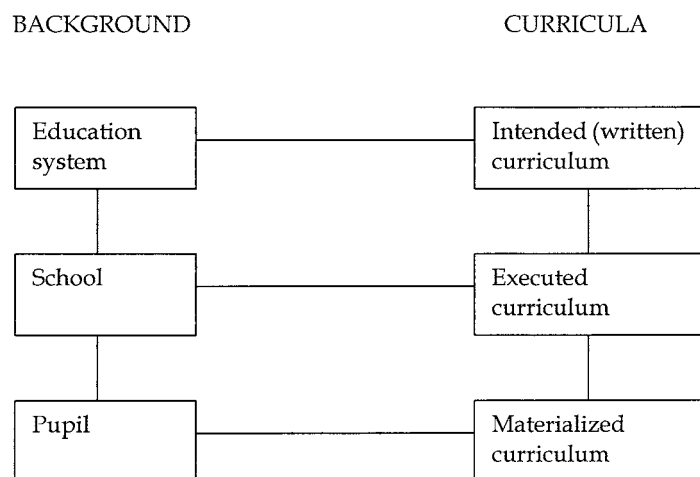 BACKGROUND
CURRICULA
Education
system
Intended (written)
curriculum
School
Executed
curriculum
Pupil
Materialized
curriculum